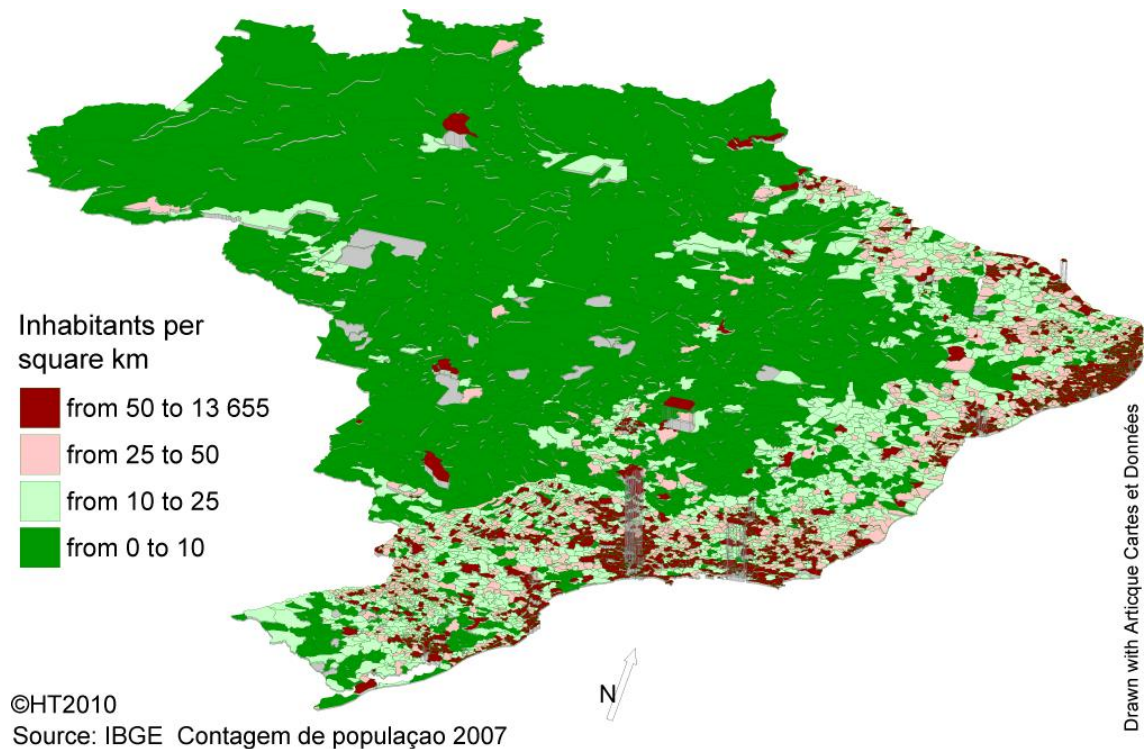 Inhabitants per
square km
from 50 to 13 655
from 25 to 50
from 10 to 25
from 0 to 10
N
©HT2010
Source: IBGE Contagem de populaçao 2007
Drawn with Articque Cartes et Données